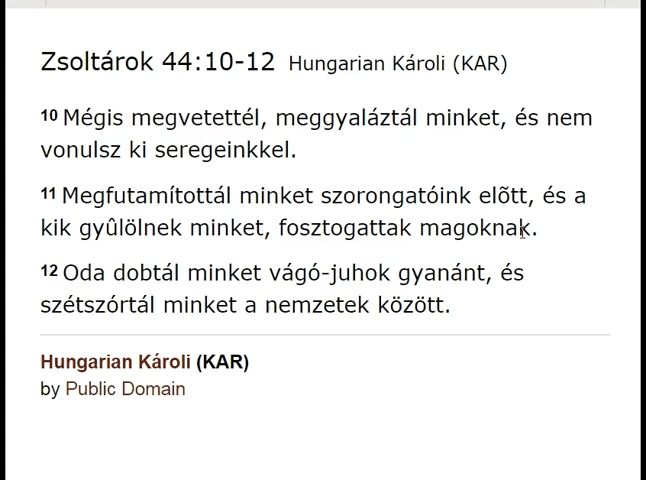 Zsoltárok 44:10-12 Hungarian Károli (KAR)
10 Mégis megvetettél, meggyaláztál minket, és nem
vonulsz ki seregeinkkel.
11 Megfutamítottál minket szorongatóink elõtt, és a
kik gyûlölnek minket, fosztogattak magoknak.
12 Oda dobtál minket vágó-juhok gyanánt, és
szétszórtál minket a nemzetek között.
Hungarian Károli (KAR)
by Public Domain